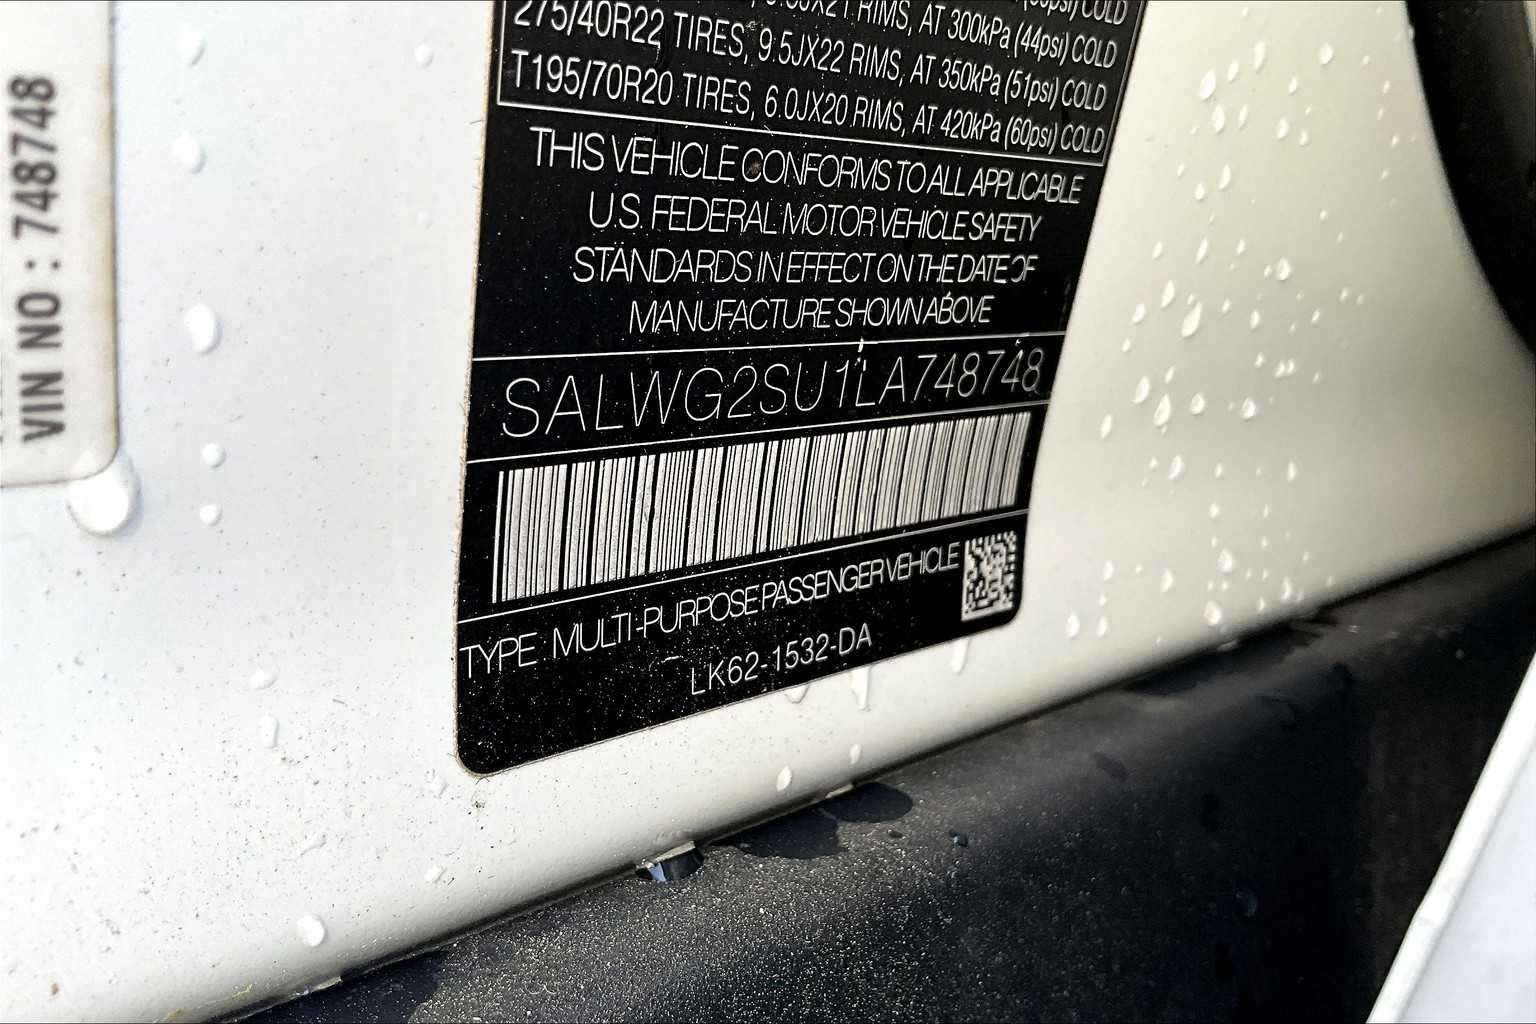 VIN NO : 748748
RIMS, AT 300kPa (44psi) COLD
275/40R22 TIRES, 9.5JX22 RIMS, AT 350kPa (51psi) COLD
T195/70R20 TIRES, 6.0JX20 RIMS, AT 420kPa (60psi) COLD
THIS VEHICLE CONFORMS TO ALL APPLICABLE
U.S. FEDERAL MOTOR VEHICLE SAFETY
STANDARDS IN EFFECT ON THE DATE OF
MANUFACTURE SHOWN ABOVE
SALWG2SU1LA748748
TYPE MULTI-PURPOSE PASSENGER VEHICLE
LK62-1532-DA